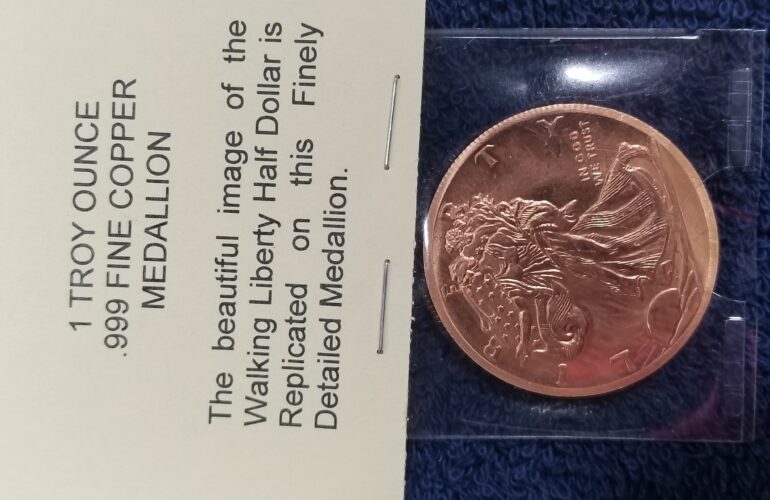 1 TROY OUNCE
.999 FINE COPPER
MEDALLION
The beautiful image of the
Walking Liberty Half Dollar is
Replicated on this Finely
Detailed Medallion.
LIBERTY
IN GOD
WE TRUST